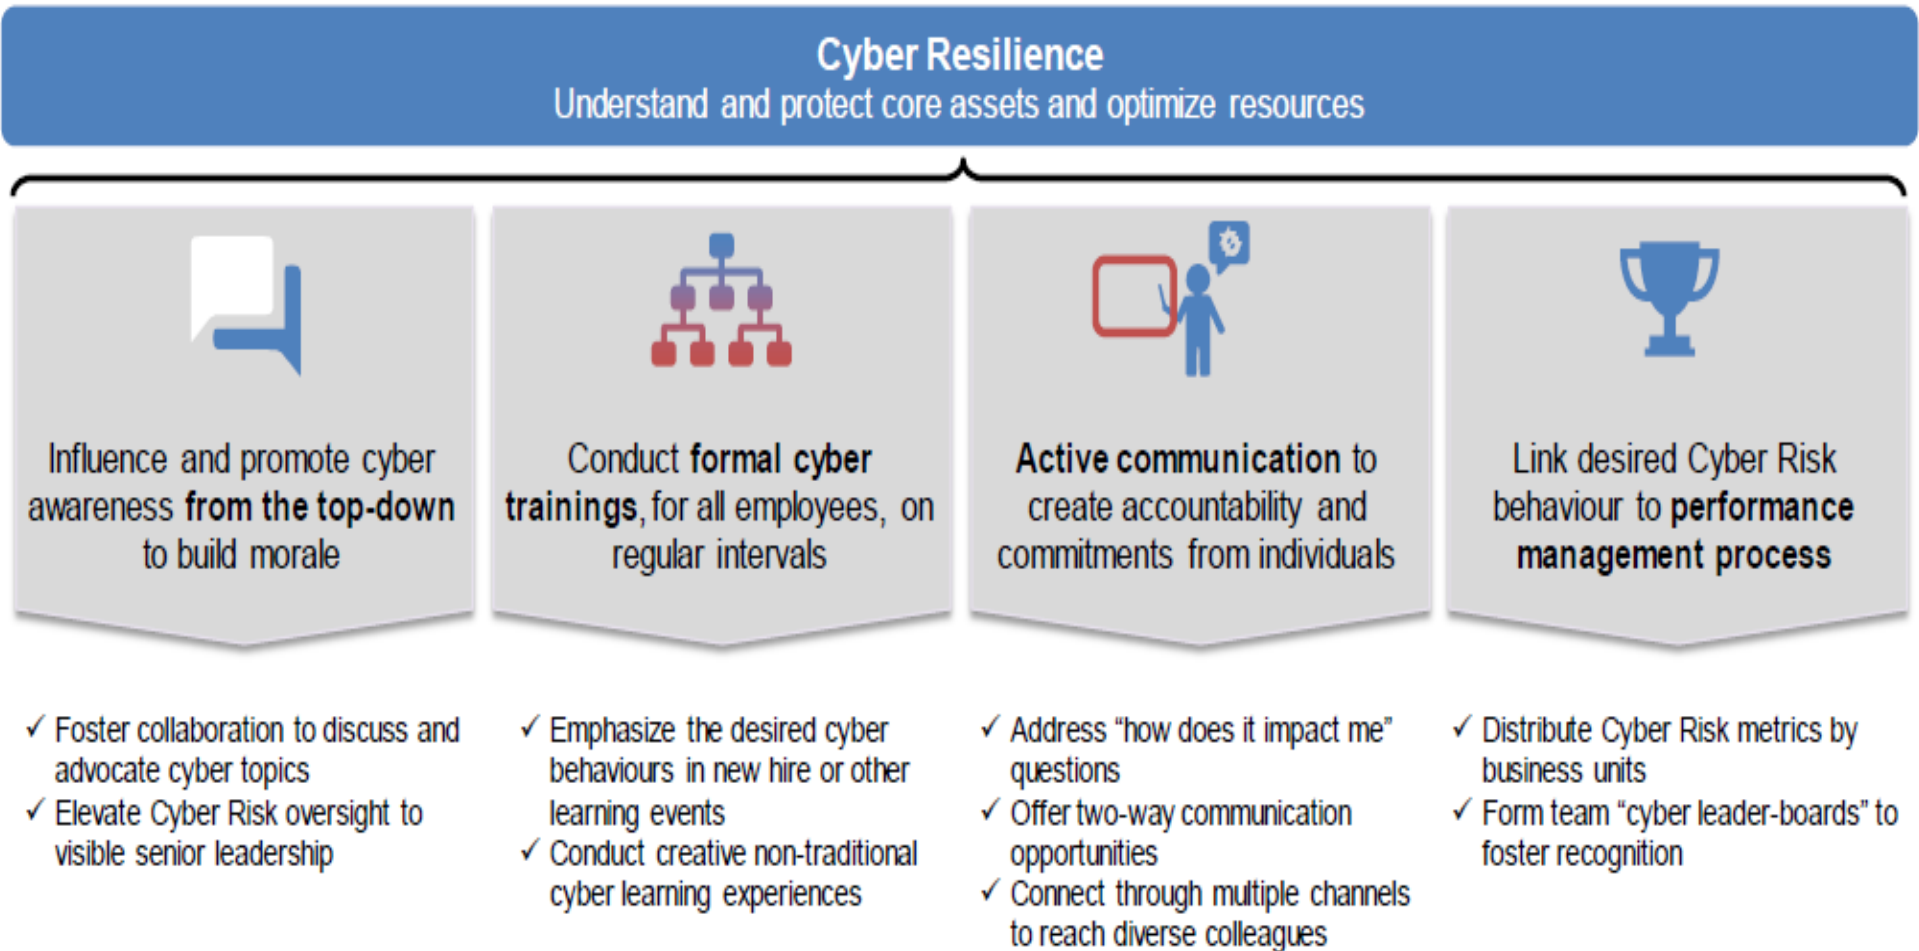 Cyber Resilience
Understand and protect core assets and optimize resources
Influence and promote cyber
awareness from the top-down
to build morale
Conduct formal cyber
trainings, for all employees, on
regular intervals
Active communication to
create accountability and
commitments from individuals
Link desired Cyber Risk
behaviour to performance
management process
✓ Foster collaboration to discuss and
advocate cyber topics
✓ Elevate Cyber Risk oversight to
visible senior leadership
✓ Emphasize the desired cyber
behaviours in new hire or other
learning events
✓ Conduct creative non-traditional
cyber learning experiences
✓ Address “how does it impact me”
questions
✓ Offer two-way communication
opportunities
✓ Connect through multiple channels
to reach diverse colleagues
✓ Distribute Cyber Risk metrics by
business units
✓ Form team “cyber leader-boards” to
foster recognition